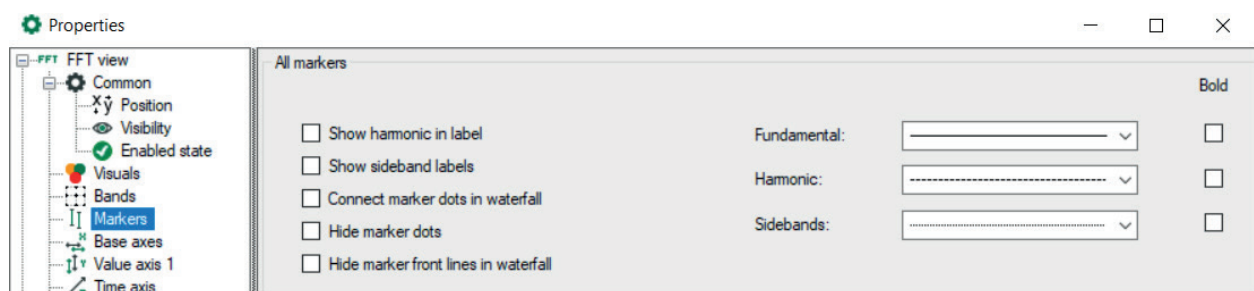 Properties
FFT FFT view
Common
Position
Visibility
Enabled state
Visuals
Bands
Markers
Base axes
Value axis 1
Time axis
All markers
Bold
Show harmonic in label
Show sideband labels
Connect marker dots in waterfall
Hide marker dots
Hide marker front lines in waterfall
Fundamental:
Harmonic:
Sidebands: